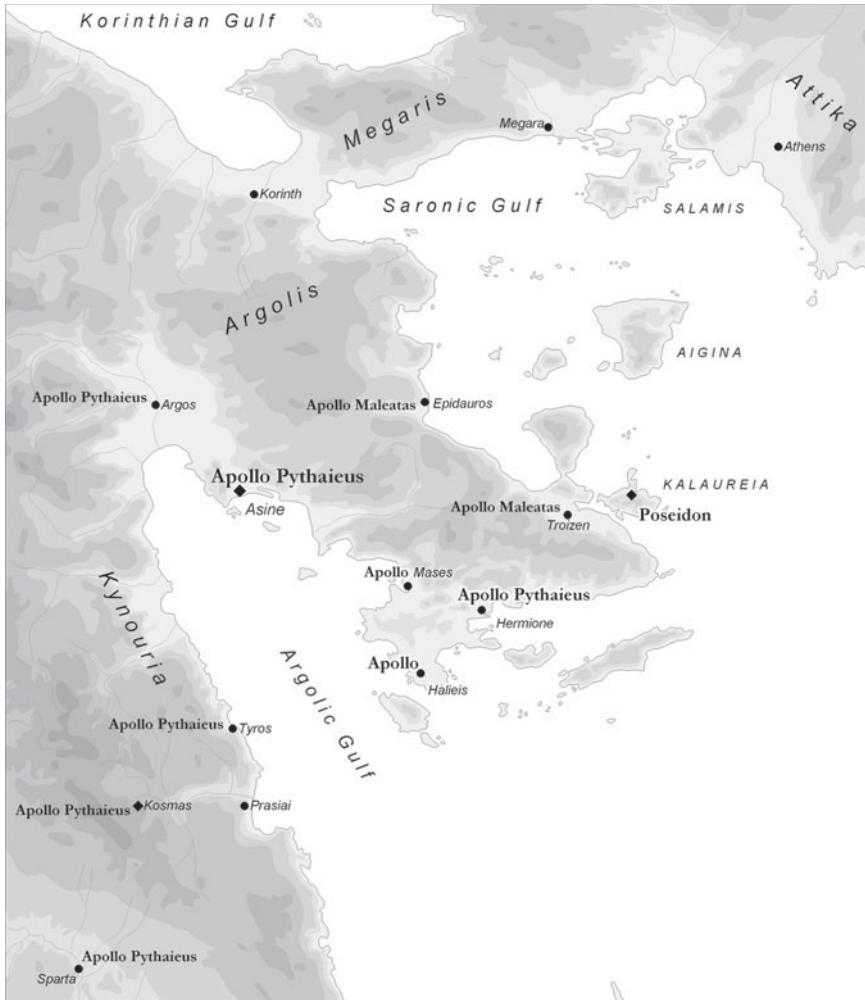 Korinthian Gulf
Attika
Megaris
Megara
Athens
Korinth
Saronic Gulf
SALAMIS
Argolis
AIGINA
Apollo Pythaieus
Argos
Apollo Maleatas
Epidauros
Apollo Pythaieus
Asine
KALAUREIA
Poseidon
Apollo Maleatas
Troizen
Kynouria
Apollo
Mases
Apollo Pythaieus
Hermione
Argolic Gulf
Apollo
Halieis
Apollo Pythaieus
Tyros
Apollo Pythaieus
Kosmas
Prasiai
Apollo Pythaieus
Sparta